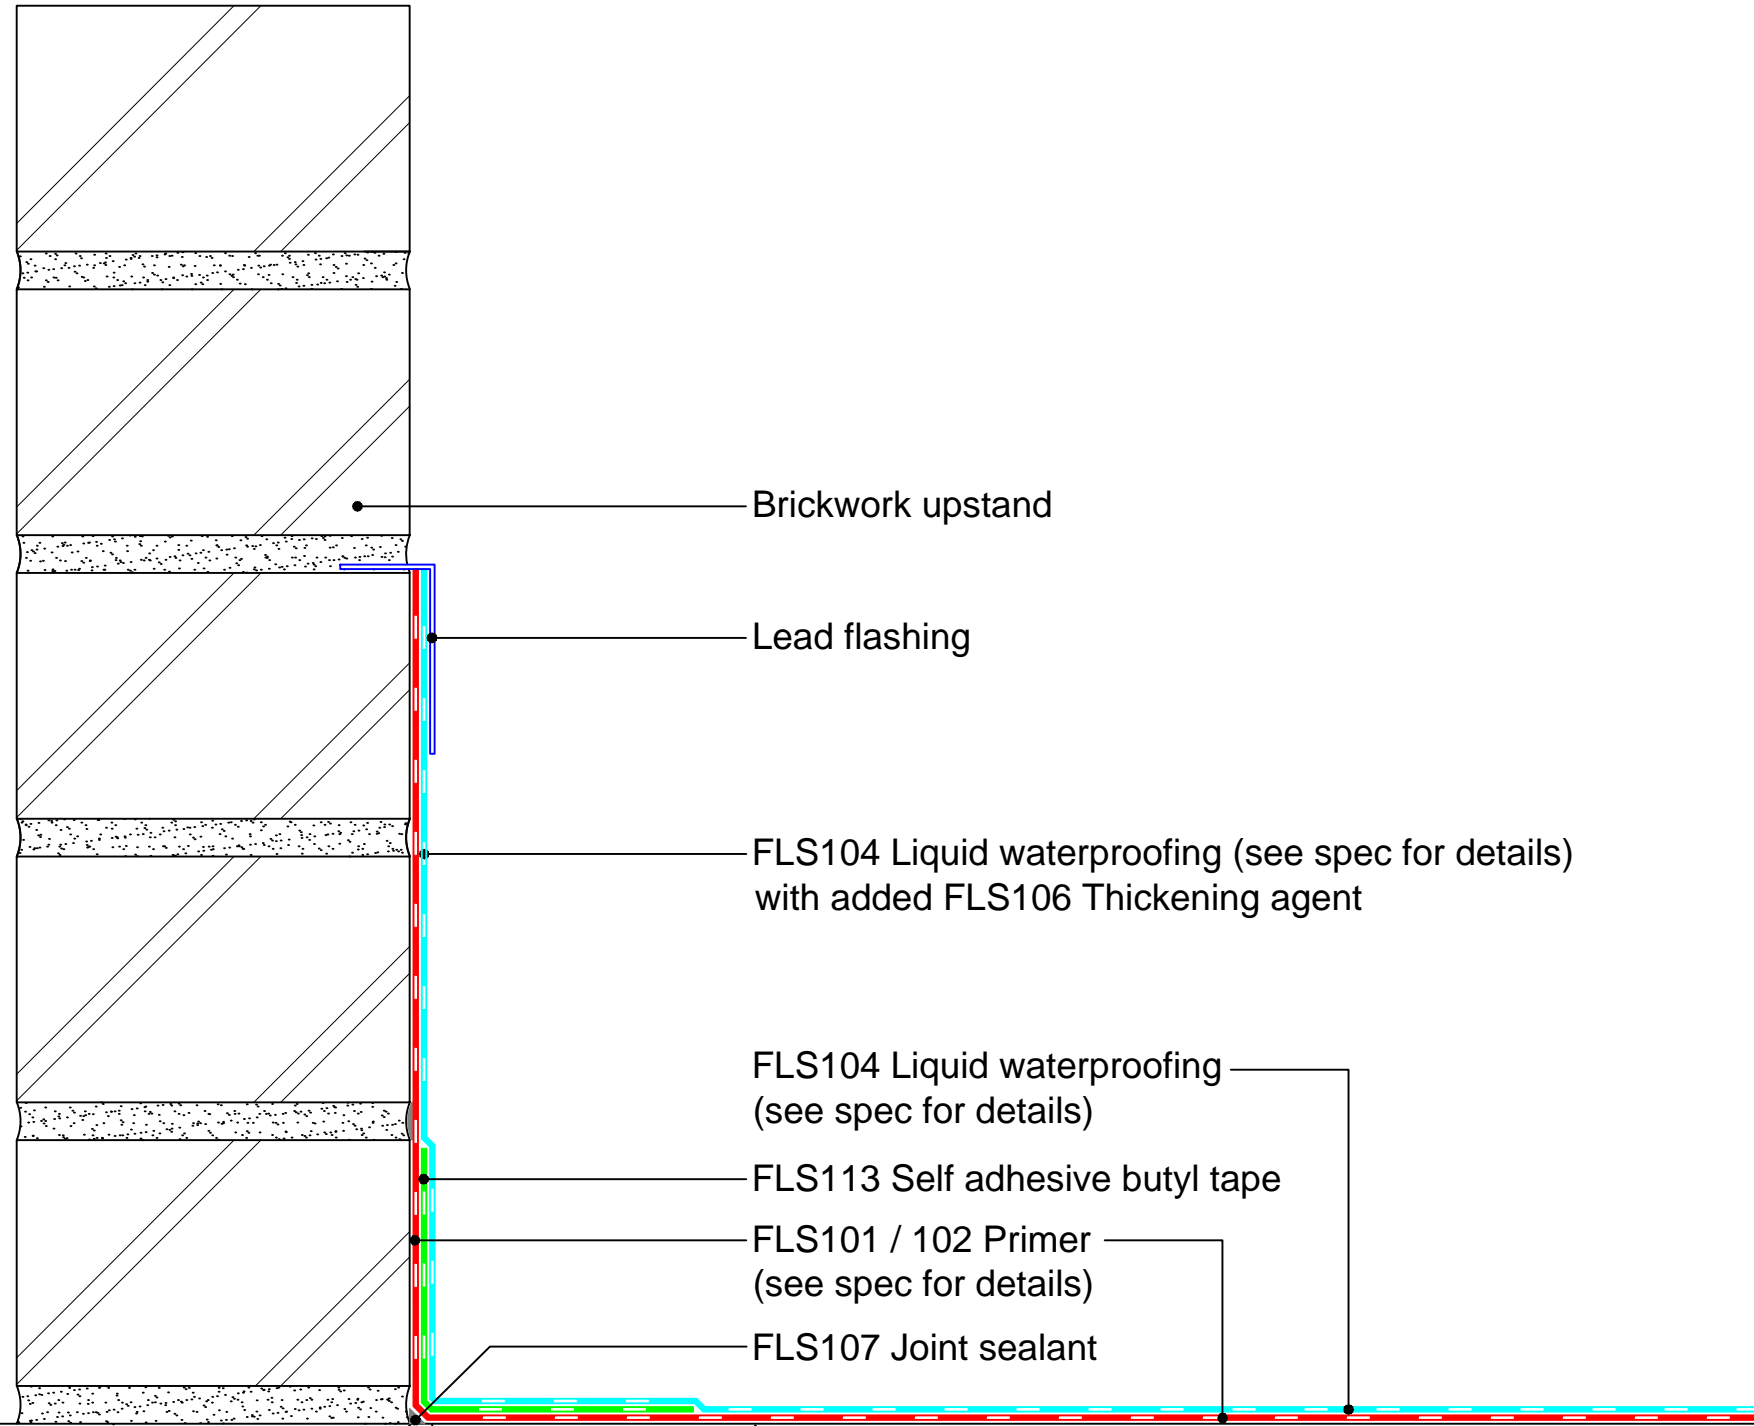 Brickwork upstand
Lead flashing
FLS104 Liquid waterproofing (see spec for details)
with added FLS106 Thickening agent
FLS104 Liquid waterproofing
(see spec for details)
FLS113 Self adhesive butyl tape
FLS101 / 102 Primer
(see spec for details)
FLS107 Joint sealant